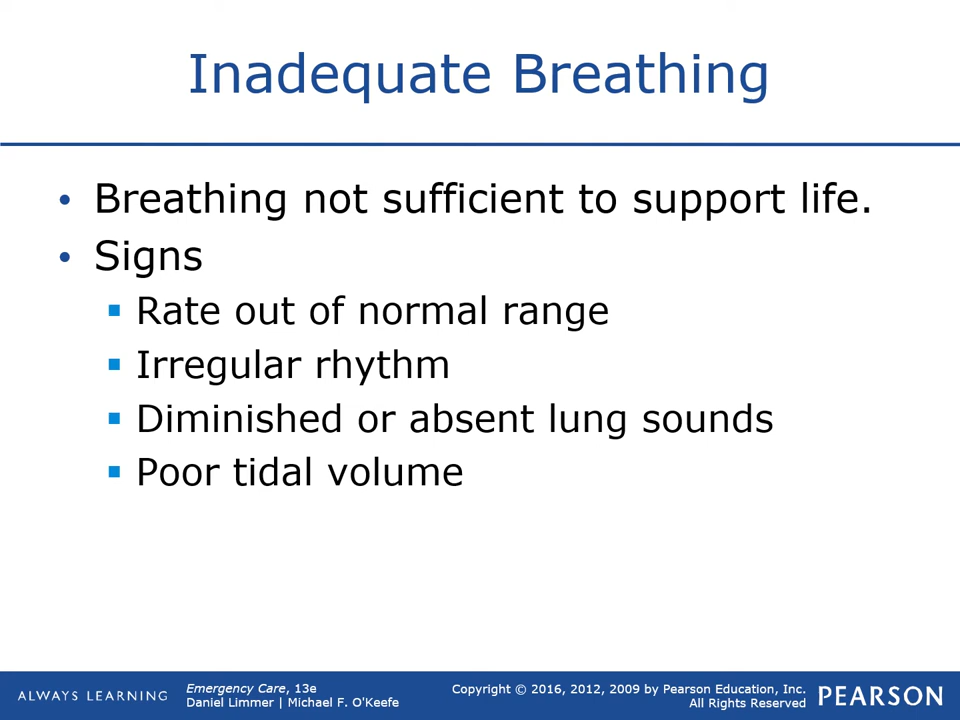 Inadequate Breathing
• Breathing not sufficient to support life.
• Signs
▪ Rate out of normal range
▪ Irregular rhythm
▪ Diminished or absent lung sounds
▪ Poor tidal volume
ALWAYS LEARNING
Emergency Care, 13e
Daniel Limmer | Michael F. O'Keefe
Copyright © 2016, 2012, 2009 by Pearson Education, Inc.
All Rights Reserved
PEARSON